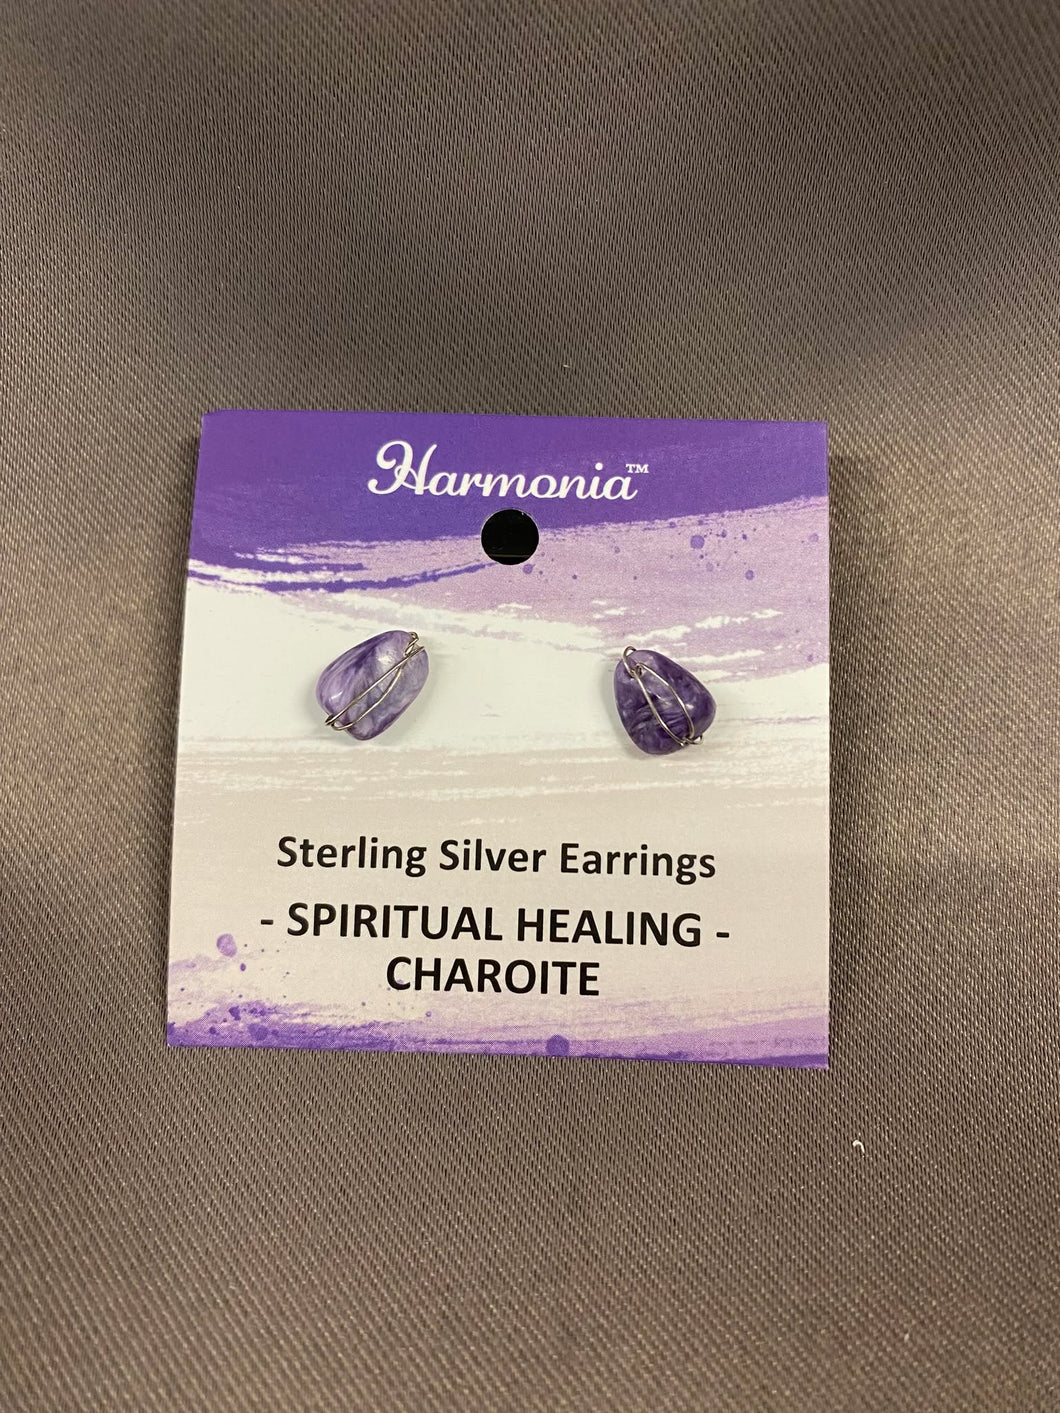 Harmonia™
Sterling Silver Earrings
- SPIRITUAL HEALING -
CHAROITE